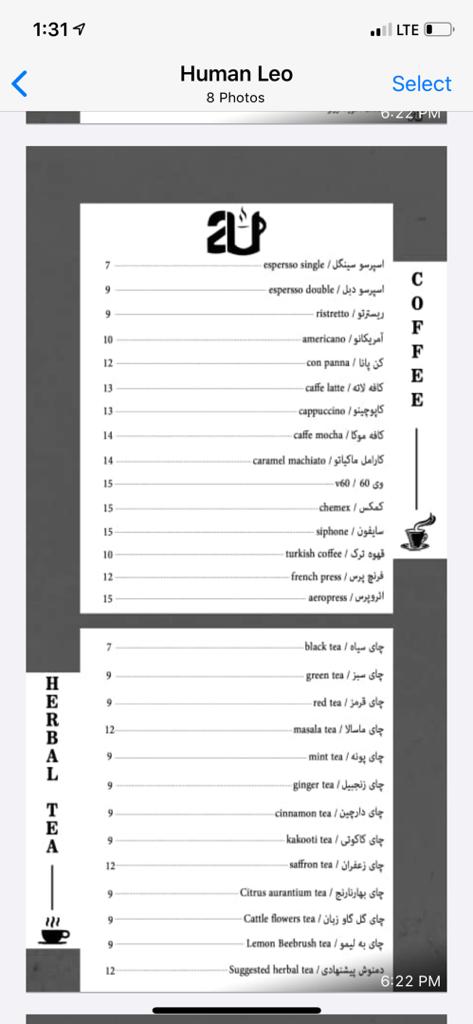 1:31
LTE
Human Leo
8 Photos
Select
6:22 PM
2U
COFFEE
اسپرسو سینگل / espersso single 7
اسپرسو دبل / espersso double 9
ریسترتو / ristretto 9
آمریکانو / americano 10
کن پانا / con panna 12
کافه لاته / caffe latte 13
کاپوچینو / cappuccino 13
کافه موکا / caffe mocha 14
کارامل ماکیاتو / caramel machiato 14
وی 60 / v60 15
کمکس / chemex 15
سایفون / siphone 15
قهوه ترک / turkish coffee 10
فرنچ پرس / french press 12
ائروپرس / aeropress 15
HERBAL TEA
چای سیاه / black tea 7
چای سبز / green tea 9
چای قرمز / red tea 9
چای ماسالا / masala tea 12
چای پونه / mint tea 9
چای زنجبیل / ginger tea 9
چای دارچین / cinnamon tea 9
چای کاکوتی / kakooti tea 9
چای زعفران / saffron tea 12
چای بهارنارنج / Citrus aurantium tea 9
چای گل گاو زبان / Cattle flowers tea 9
چای به لیمو / Lemon Beebrush tea 9
دمنوش پیشنهادی / Suggested herbal tea 12
6:22 PM